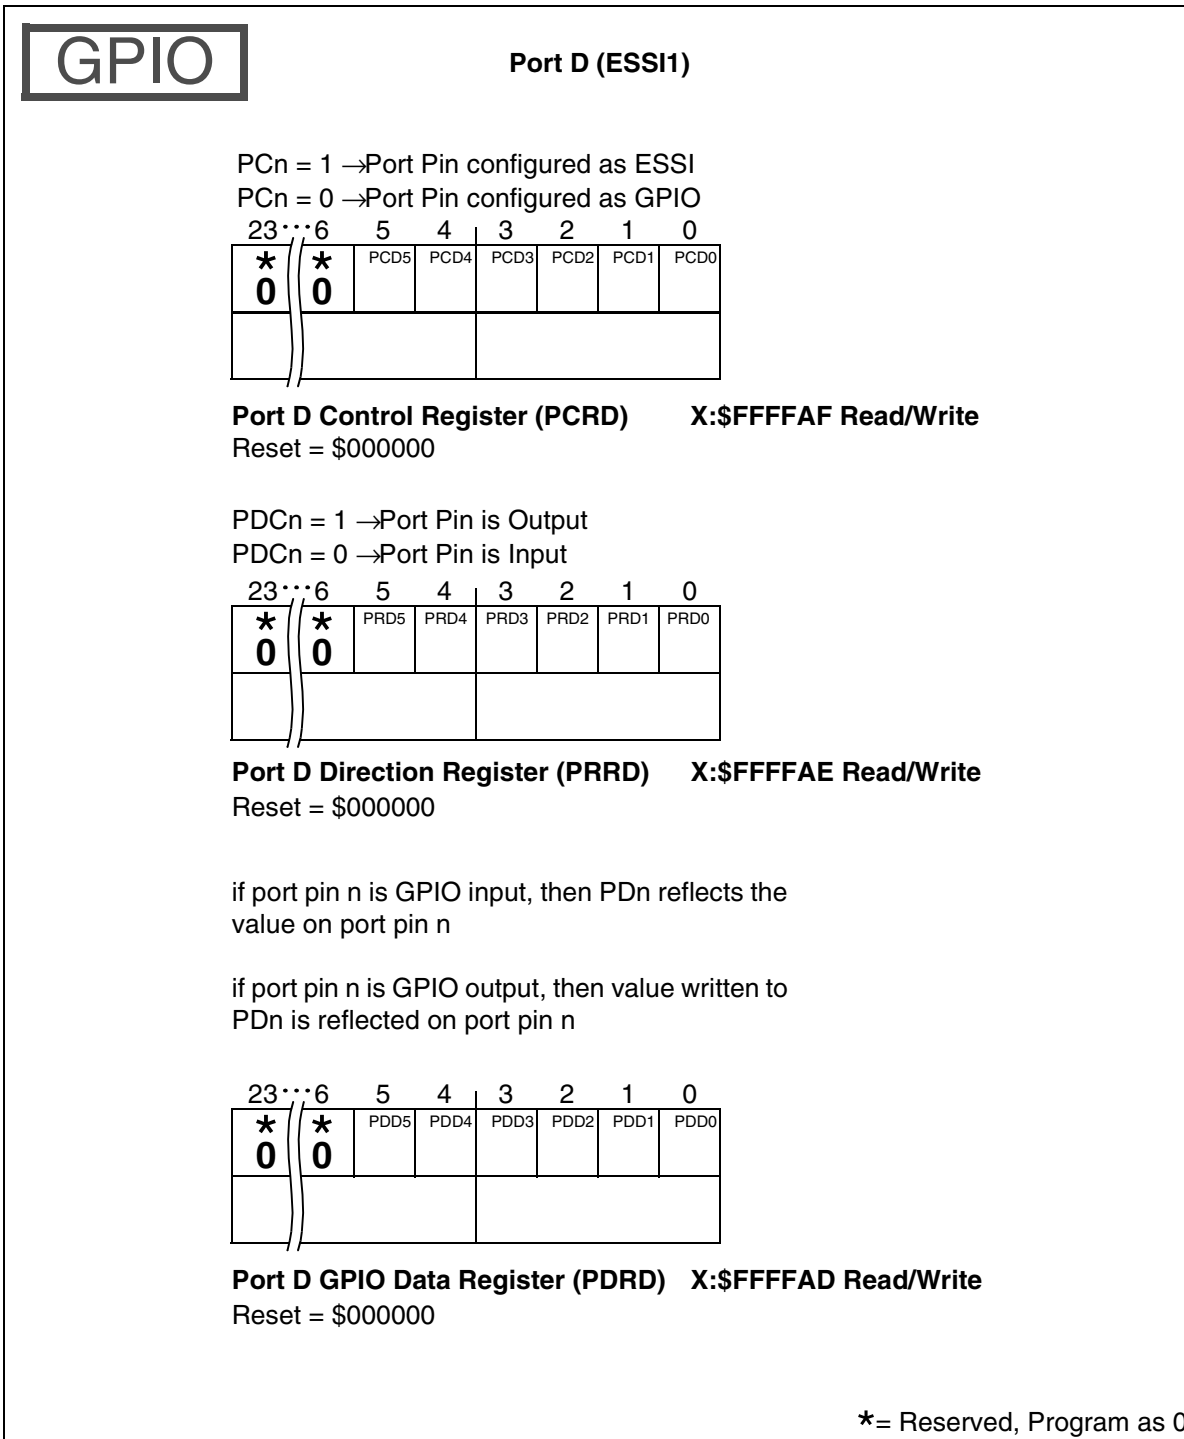 GPIO
Port D (ESSI1)
PCn = 1 →Port Pin configured as ESSI
PCn = 0 →Port Pin configured as GPIO
23 ··· 6 5 4 3 2 1 0
* * PCD5 PCD4 PCD3 PCD2 PCD1 PCD0
0 0
Port D Control Register (PCRD) X:$FFFFAF Read/Write
Reset = $000000
PDCn = 1 →Port Pin is Output
PDCn = 0 →Port Pin is Input
23 ··· 6 5 4 3 2 1 0
* * PRD5 PRD4 PRD3 PRD2 PRD1 PRD0
0 0
Port D Direction Register (PRRD) X:$FFFFAE Read/Write
Reset = $000000
if port pin n is GPIO input, then PDn reflects the
value on port pin n
if port pin n is GPIO output, then value written to
PDn is reflected on port pin n
23 ··· 6 5 4 3 2 1 0
* * PDD5 PDD4 PDD3 PDD2 PDD1 PDD0
0 0
Port D GPIO Data Register (PDRD) X:$FFFFAD Read/Write
Reset = $000000
*= Reserved, Program as 0